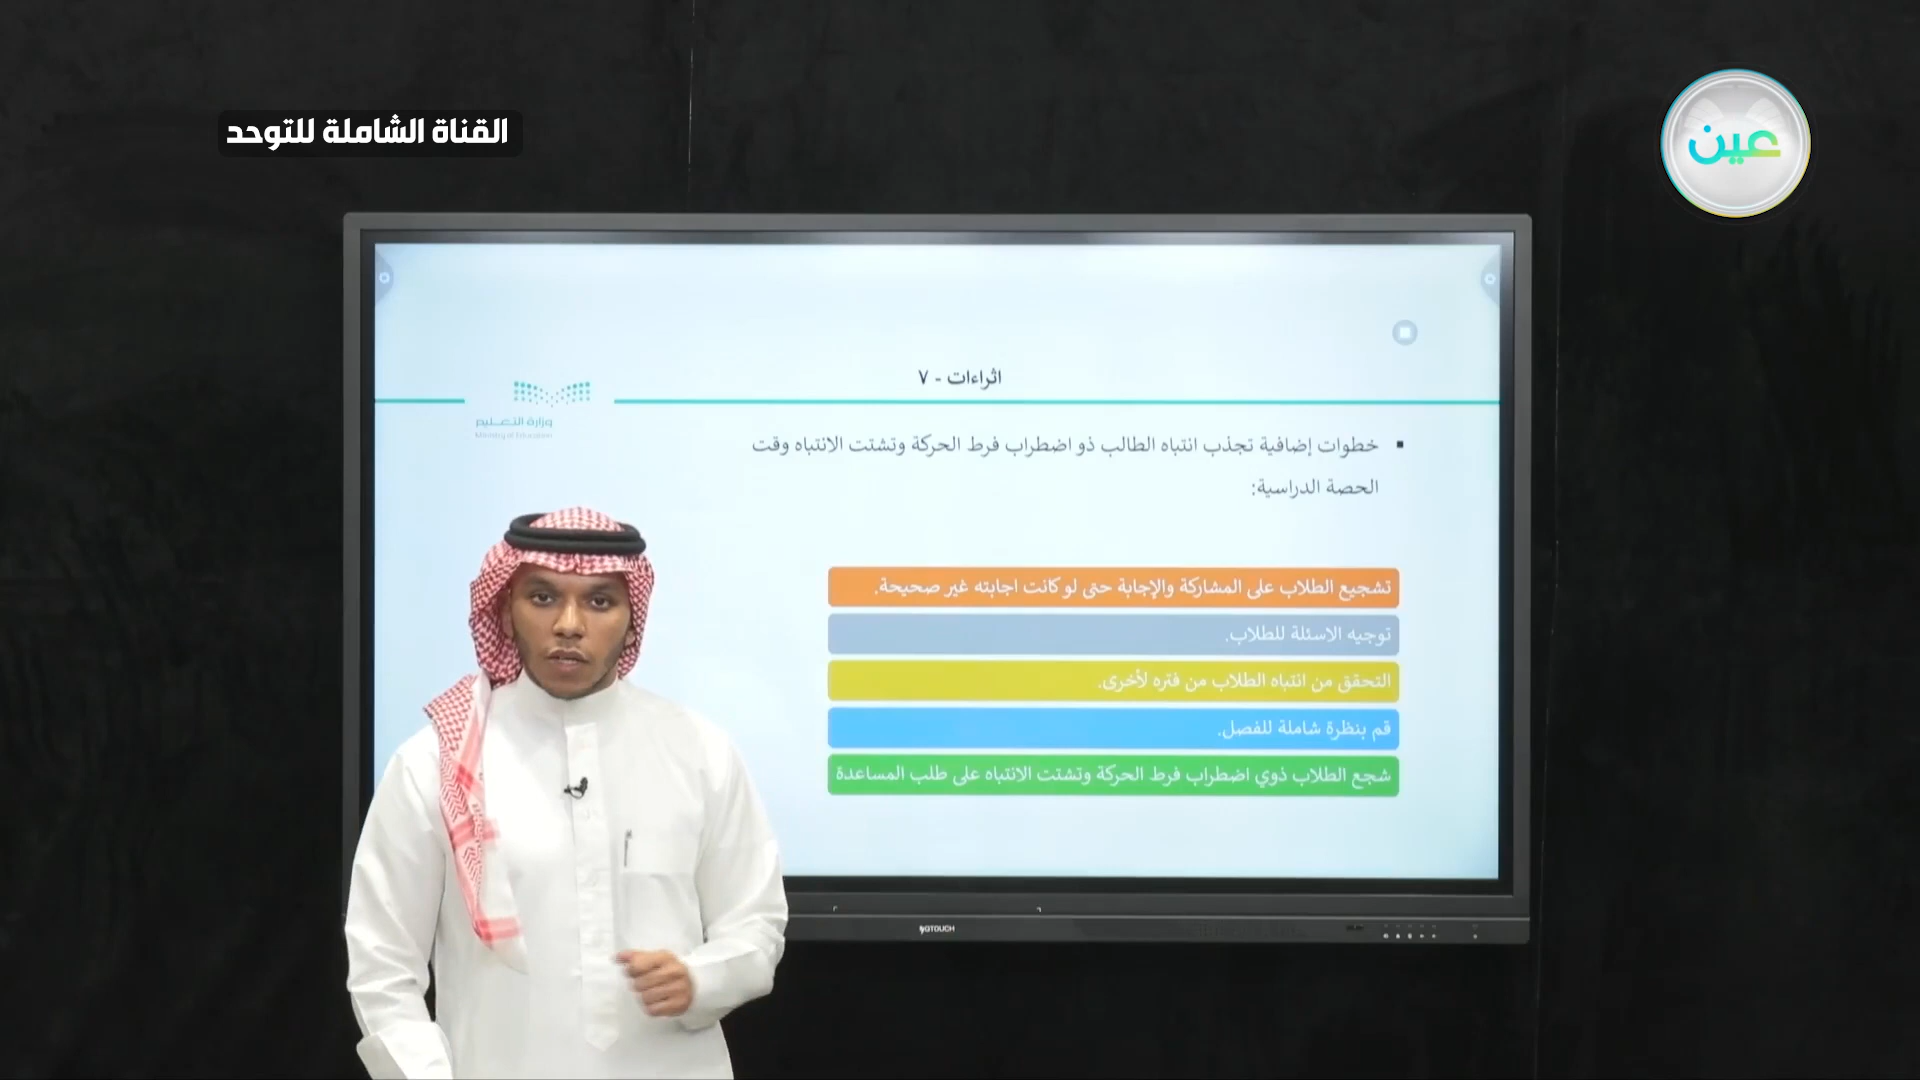 القناة الشاملة للتوحد
عين
اثراءات - ٧
وزارة التعليم
Ministry of Education
▪ خطوات إضافية تجذب انتباه الطالب ذو اضطراب فرط الحركة وتشتت الانتباه وقت
الحصة الدراسية:
تشجيع الطلاب على المشاركة والإجابة حتى لو كانت اجابته غير صحيحة.
توجيه الاسئلة للطلاب.
التحقق من انتباه الطلاب من فتره لأخرى.
قم بنظرة شاملة للفصل.
شجع الطلاب ذوي اضطراب فرط الحركة وتشتت الانتباه على طلب المساعدة